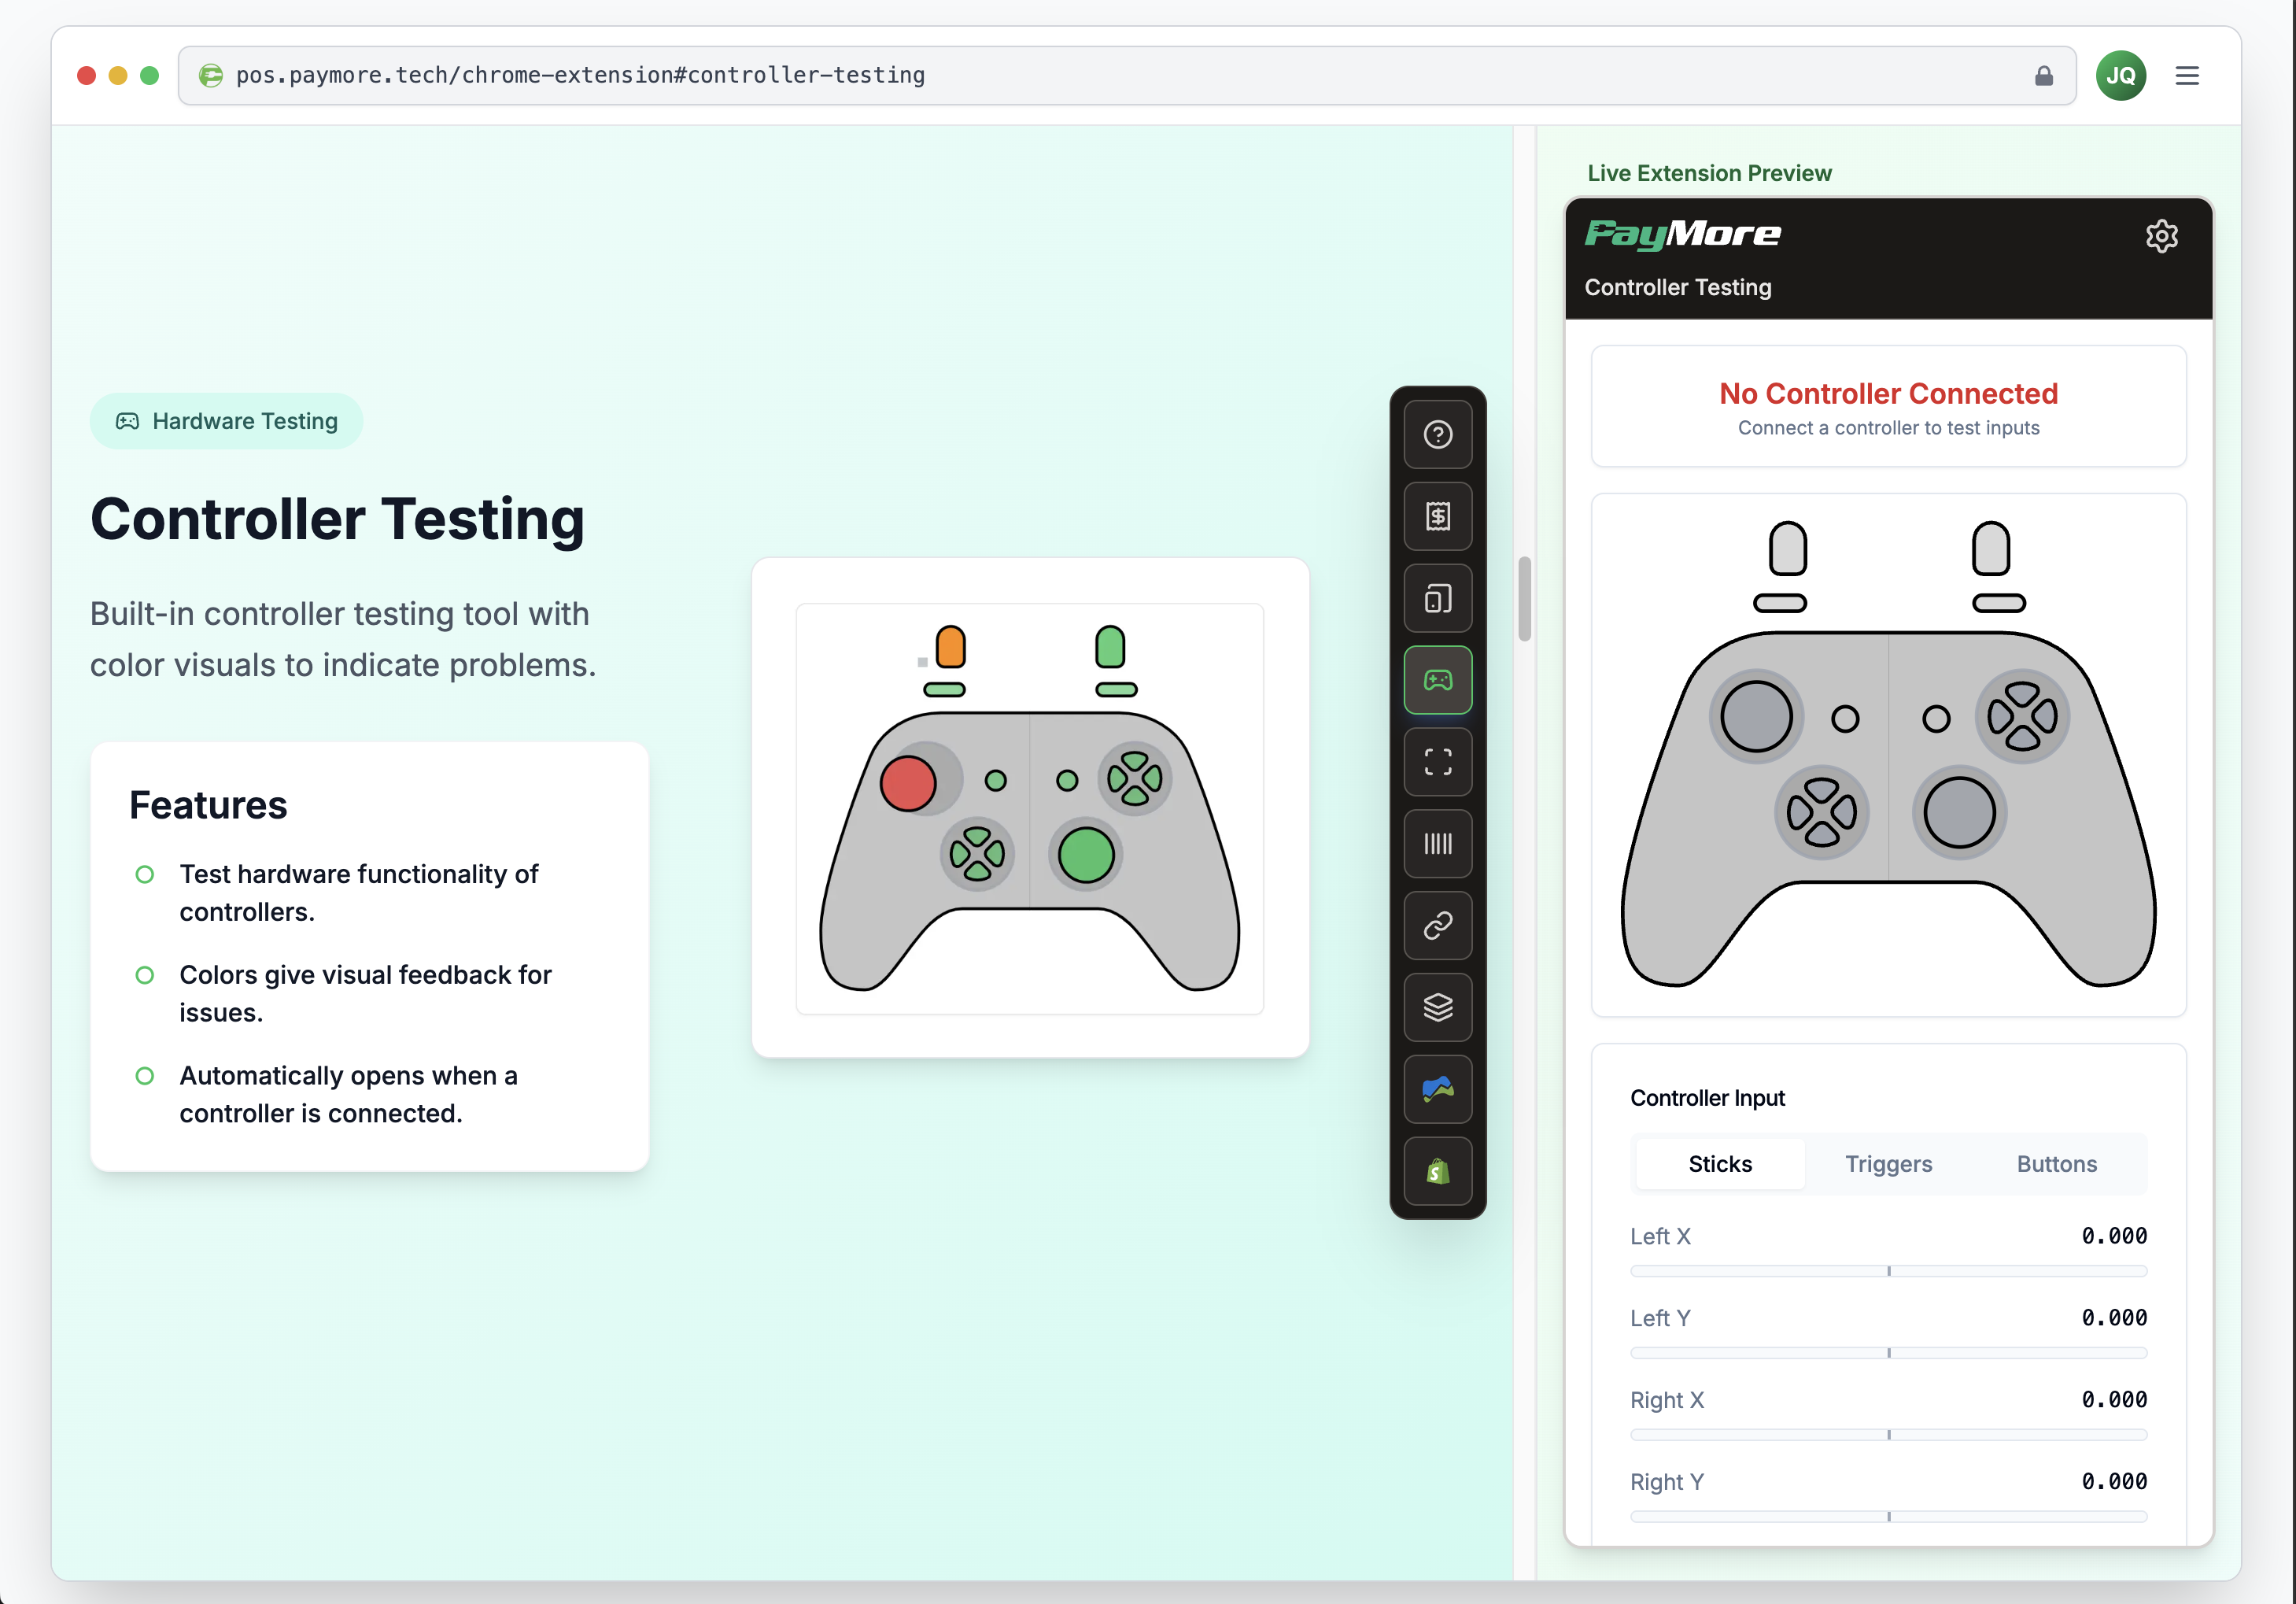 pos.paymore.tech/chrome-extension#controller-testing
JQ
Hardware Testing
Controller Testing
Built-in controller testing tool with
color visuals to indicate problems.
Features
Test hardware functionality of
controllers.
Colors give visual feedback for
issues.
Automatically opens when a
controller is connected.
Live Extension Preview
PayMore
Controller Testing
No Controller Connected
Connect a controller to test inputs
Controller Input
Sticks Triggers Buttons
Left X 0.000
Left Y 0.000
Right X 0.000
Right Y 0.000